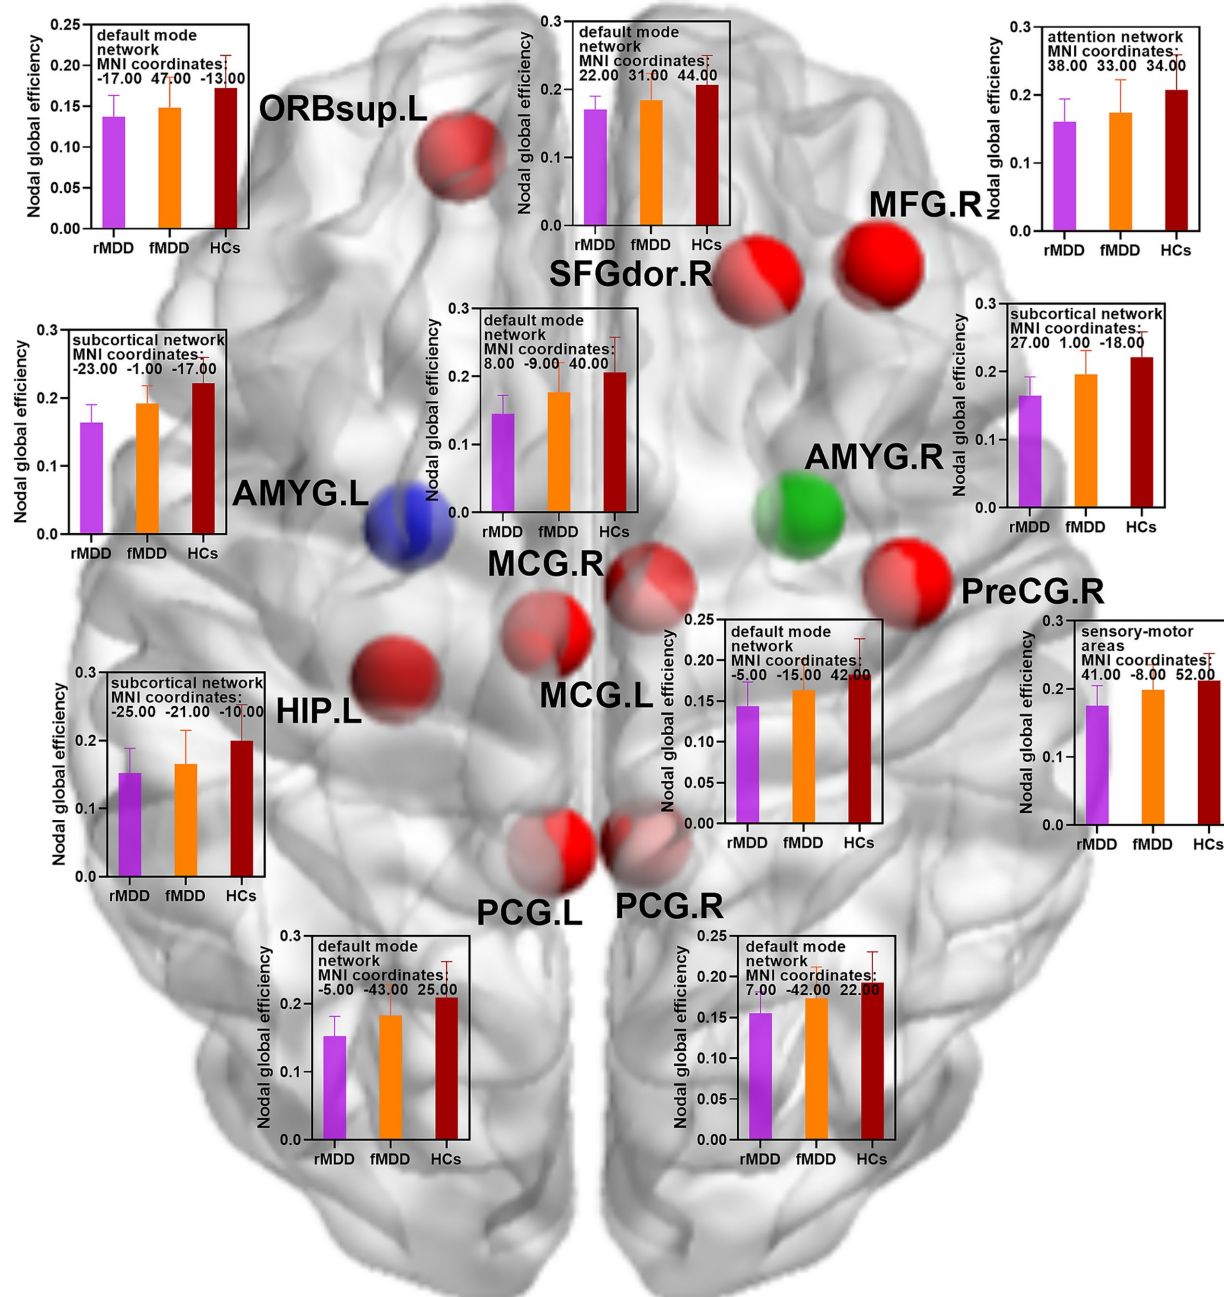 Nodal global efficiency
0.25
0.20
0.15
0.10
0.05
0.00
default mode
network
MNI coordinates:
-17.00 47.00 -13.00
rMDD fMDD HCs
ORBsup.L
Nodal global efficiency
0.3
0.2
0.1
0.0
default mode
network
MNI coordinates:
22.00 31.00 44.00
rMDD fMDD HCs
SFGdor.R
Nodal global efficiency
0.3
0.2
0.1
0.0
attention network
MNI coordinates:
38.00 33.00 34.00
rMDD fMDD HCs
MFG.R
Nodal global efficiency
0.3
0.2
0.1
0.0
subcortical network
MNI coordinates:
-23.00 -1.00 -17.00
rMDD fMDD HCs
AMYG.L
Nodal global efficiency
0.3
0.2
0.1
0.0
default mode
network
MNI coordinates:
8.00 -9.00 40.00
rMDD fMDD HCs
MCG.R
Nodal global efficiency
0.3
0.2
0.1
0.0
subcortical network
MNI coordinates:
27.00 1.00 -18.00
rMDD fMDD HCs
AMYG.R
PreCG.R
Nodal global efficiency
0.3
0.2
0.1
0.0
subcortical network
MNI coordinates:
-25.00 -21.00 -10.00
rMDD fMDD HCs
HIP.L
MCG.L
Nodal global efficiency
0.25
0.20
0.15
0.10
0.05
0.00
default mode
network
MNI coordinates:
-5.00 -15.00 42.00
rMDD fMDD HCs
Nodal global efficiency
0.3
0.2
0.1
0.0
sensory-motor
areas
MNI coordinates:
41.00 -8.00 52.00
rMDD fMDD HCs
PCG.L
PCG.R
Nodal global efficiency
0.3
0.2
0.1
0.0
default mode
network
MNI coordinates:
-5.00 -43.00 25.00
rMDD fMDD HCs
Nodal global efficiency
0.25
0.20
0.15
0.10
0.05
0.00
default mode
network
MNI coordinates:
7.00 -42.00 22.00
rMDD fMDD HCs